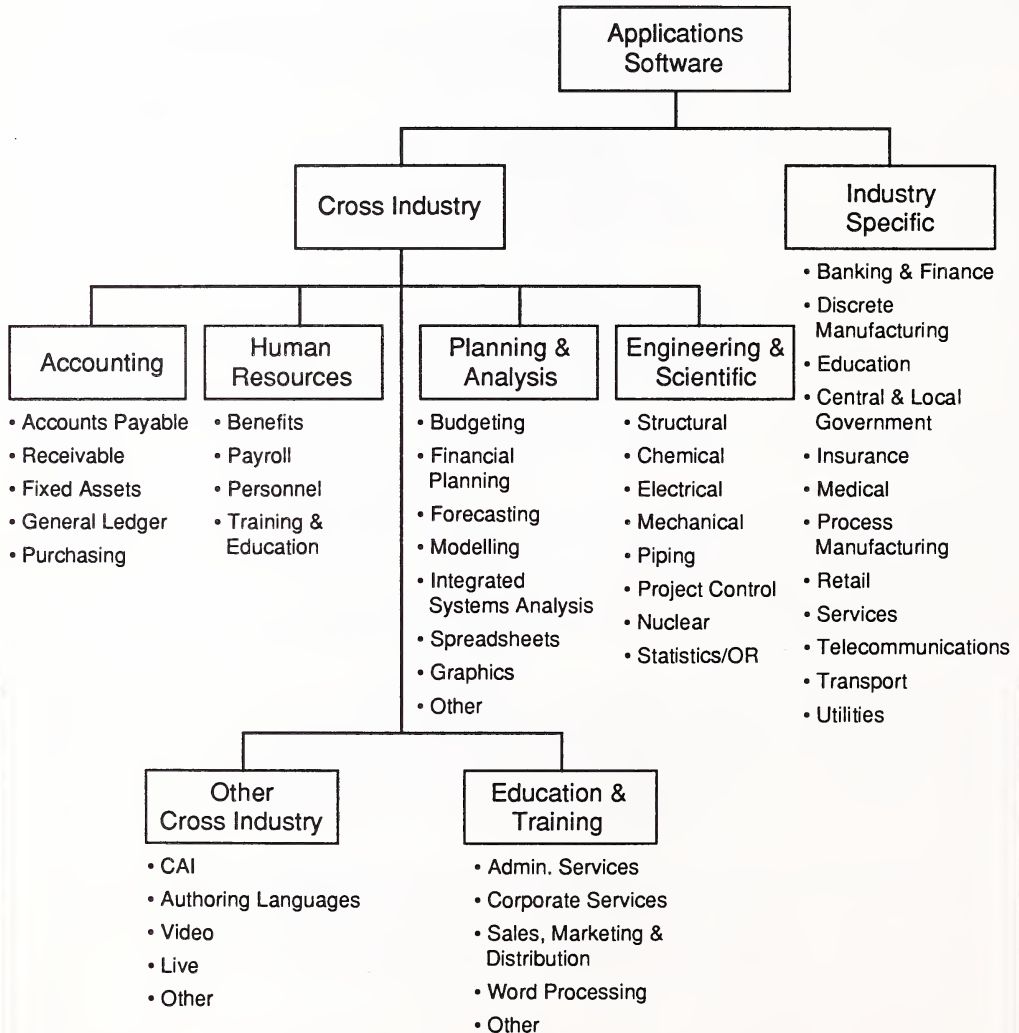 Applications
Software
Cross Industry
Industry
Specific
• Banking & Finance
• Discrete
Manufacturing
• Education
• Central & Local
Government
• Insurance
• Medical
• Process
Manufacturing
• Retail
• Services
• Telecommunications
• Transport
• Utilities
Accounting
• Accounts Payable
• Receivable
• Fixed Assets
• General Ledger
• Purchasing
Human
Resources
• Benefits
• Payroll
• Personnel
• Training &
Education
Planning &
Analysis
• Budgeting
• Financial
Planning
• Forecasting
• Modelling
• Integrated
Systems Analysis
• Spreadsheets
• Graphics
• Other
Engineering &
Scientific
• Structural
• Chemical
• Electrical
• Mechanical
• Piping
• Project Control
• Nuclear
• Statistics/OR
Other
Cross Industry
• CAI
• Authoring Languages
• Video
• Live
• Other
Education &
Training
• Admin. Services
• Corporate Services
• Sales, Marketing &
Distribution
• Word Processing
• Other